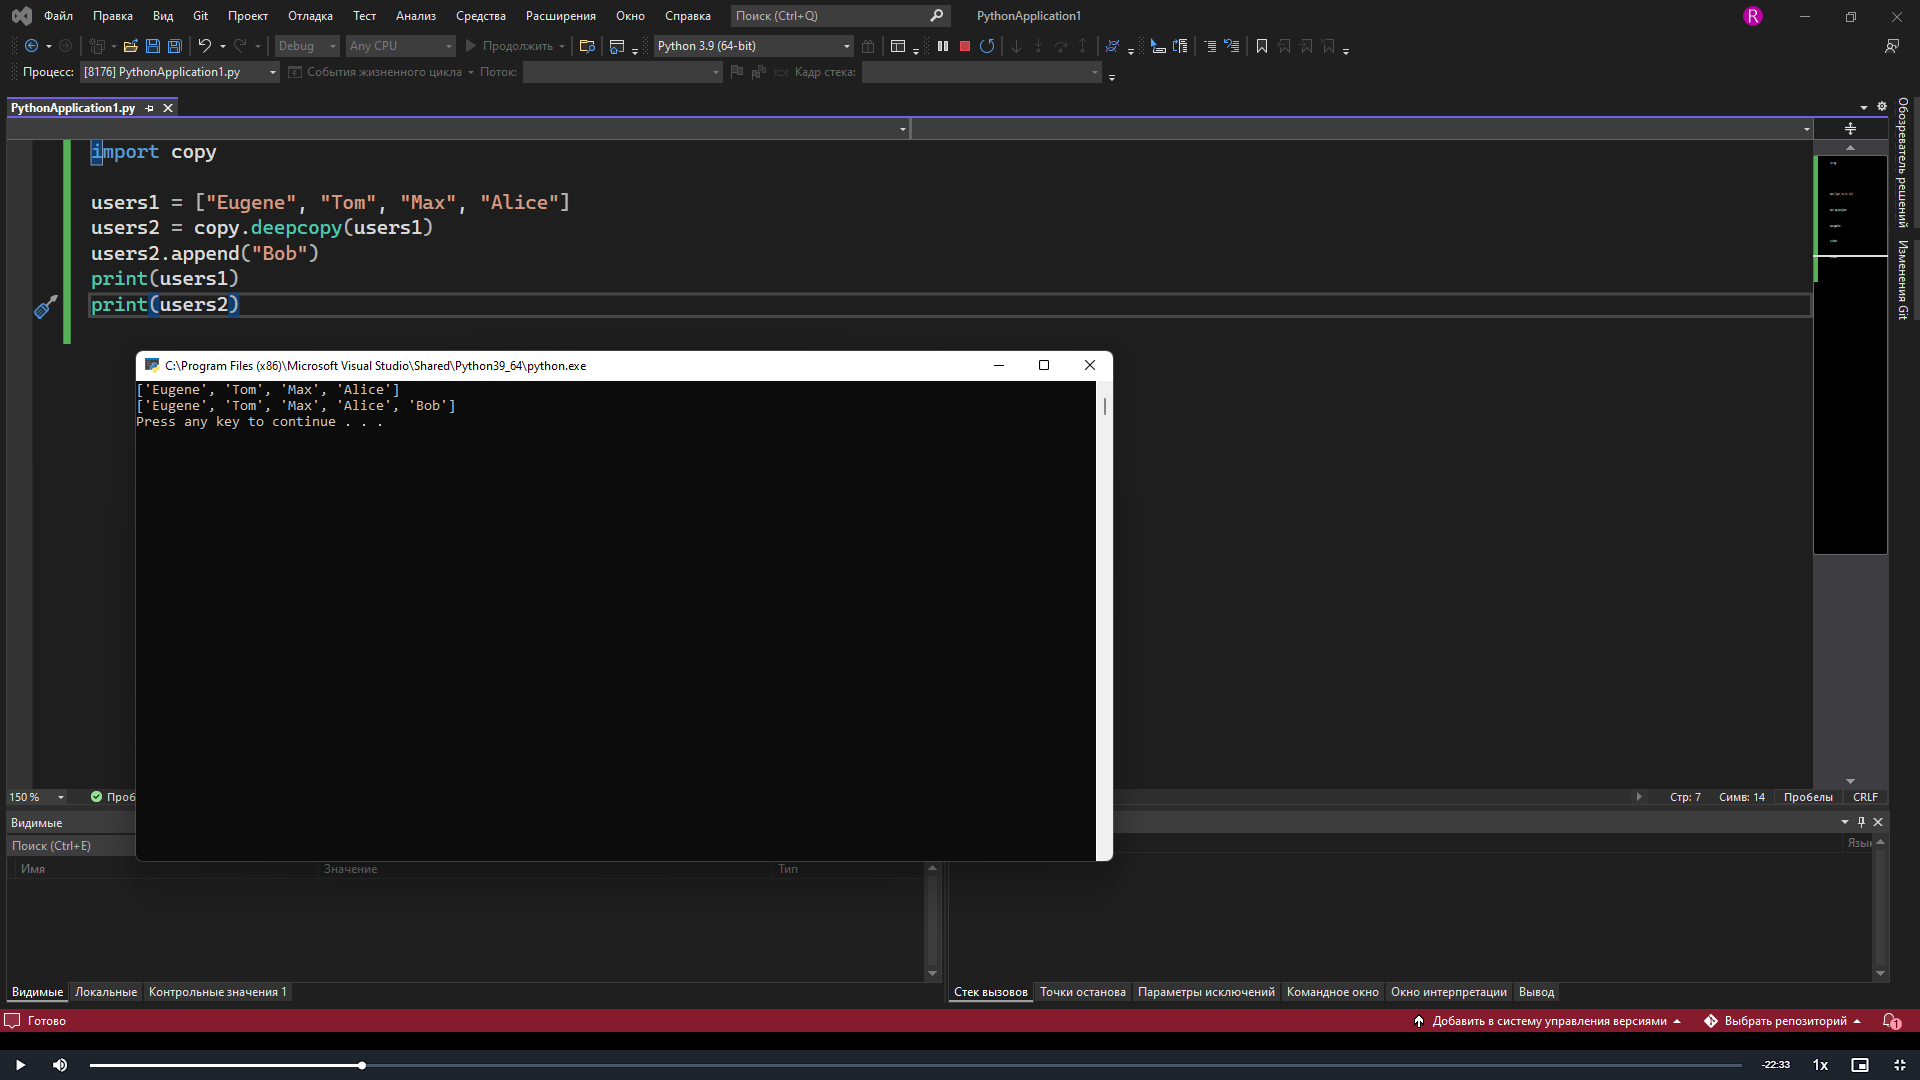 Файл Правка Вид Git Проект Отладка Тест Анализ Средства Расширения Окно Справка Поиск (Ctrl+Q) PythonApplication1 R
Debug Any CPU Продолжить Python 3.9 (64-bit)
Процесс: [8176] PythonApplication1.py События жизненного цикла Поток: Кадр стека:
PythonApplication1.py
Обозреватель решений
Изменения Git
import copy
users1 = ["Eugene", "Tom", "Max", "Alice"]
users2 = copy.deepcopy(users1)
users2.append("Bob")
print(users1)
print(users2)
C:\Program Files (x86)\Microsoft Visual Studio\Shared\Python39_64\python.exe
['Eugene', 'Tom', 'Max', 'Alice']
['Eugene', 'Tom', 'Max', 'Alice', 'Bob']
Press any key to continue . . .
150 % Проб Стр: 7 Симв: 14 Пробелы CRLF
Видимые
Поиск (Ctrl+E) Язык
Имя Значение Тип
Видимые Локальные Контрольные значения 1 Стек вызовов Точки останова Параметры исключений Командное окно Окно интерпретации Вывод
Готово Добавить в систему управления версиями Выбрать репозиторий 1
-22:33 1x